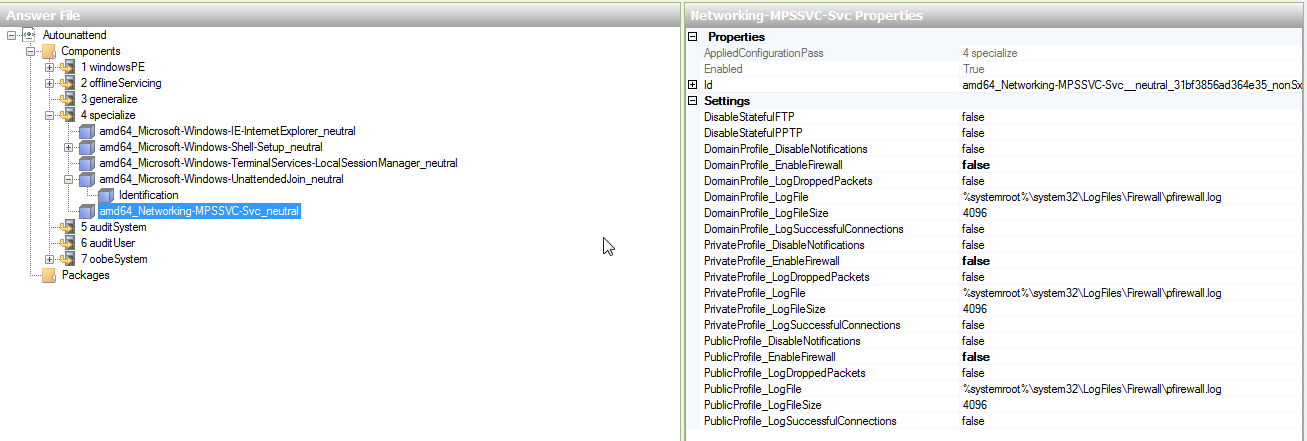 Answer File
Autounattend
Components
1 windowsPE
2 offlineServicing
3 generalize
4 specialize
amd64_Microsoft-Windows-IE-InternetExplorer_neutral
amd64_Microsoft-Windows-Shell-Setup_neutral
amd64_Microsoft-Windows-TerminalServices-LocalSessionManager_neutral
amd64_Microsoft-Windows-UnattendedJoin_neutral
Identification
amd64_Networking-MPSSVC-Svc_neutral
5 auditSystem
6 auditUser
7 oobeSystem
Packages
Networking-MPSSVC-Svc Properties
Properties
AppliedConfigurationPass 4 specialize
Enabled True
Id amd64_Networking-MPSSVC-Svc__neutral_31bf3856ad364e35_nonSx
Settings
DisableStatefulFTP false
DisableStatefulPPTP false
DomainProfile_DisableNotifications false
DomainProfile_EnableFirewall false
DomainProfile_LogDroppedPackets false
DomainProfile_LogFile %systemroot%\system32\LogFiles\Firewall\pfirewall.log
DomainProfile_LogFileSize 4096
DomainProfile_LogSuccessfulConnections false
PrivateProfile_DisableNotifications false
PrivateProfile_EnableFirewall false
PrivateProfile_LogDroppedPackets false
PrivateProfile_LogFile %systemroot%\system32\LogFiles\Firewall\pfirewall.log
PrivateProfile_LogFileSize 4096
PrivateProfile_LogSuccessfulConnections false
PublicProfile_DisableNotifications false
PublicProfile_EnableFirewall false
PublicProfile_LogDroppedPackets false
PublicProfile_LogFile %systemroot%\system32\LogFiles\Firewall\pfirewall.log
PublicProfile_LogFileSize 4096
PublicProfile_LogSuccessfulConnections false